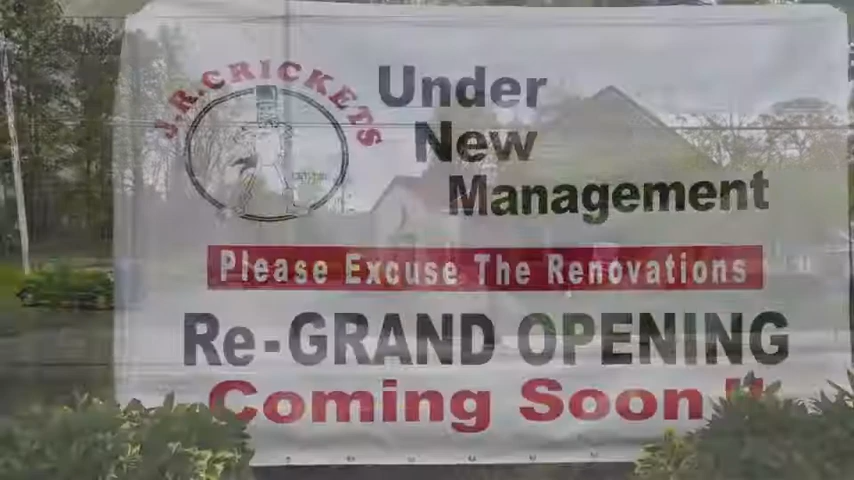 J.R.CRICKETS
Under
New
Management
Please Excuse The Renovations
Re-GRAND OPENING
Coming Soon !!